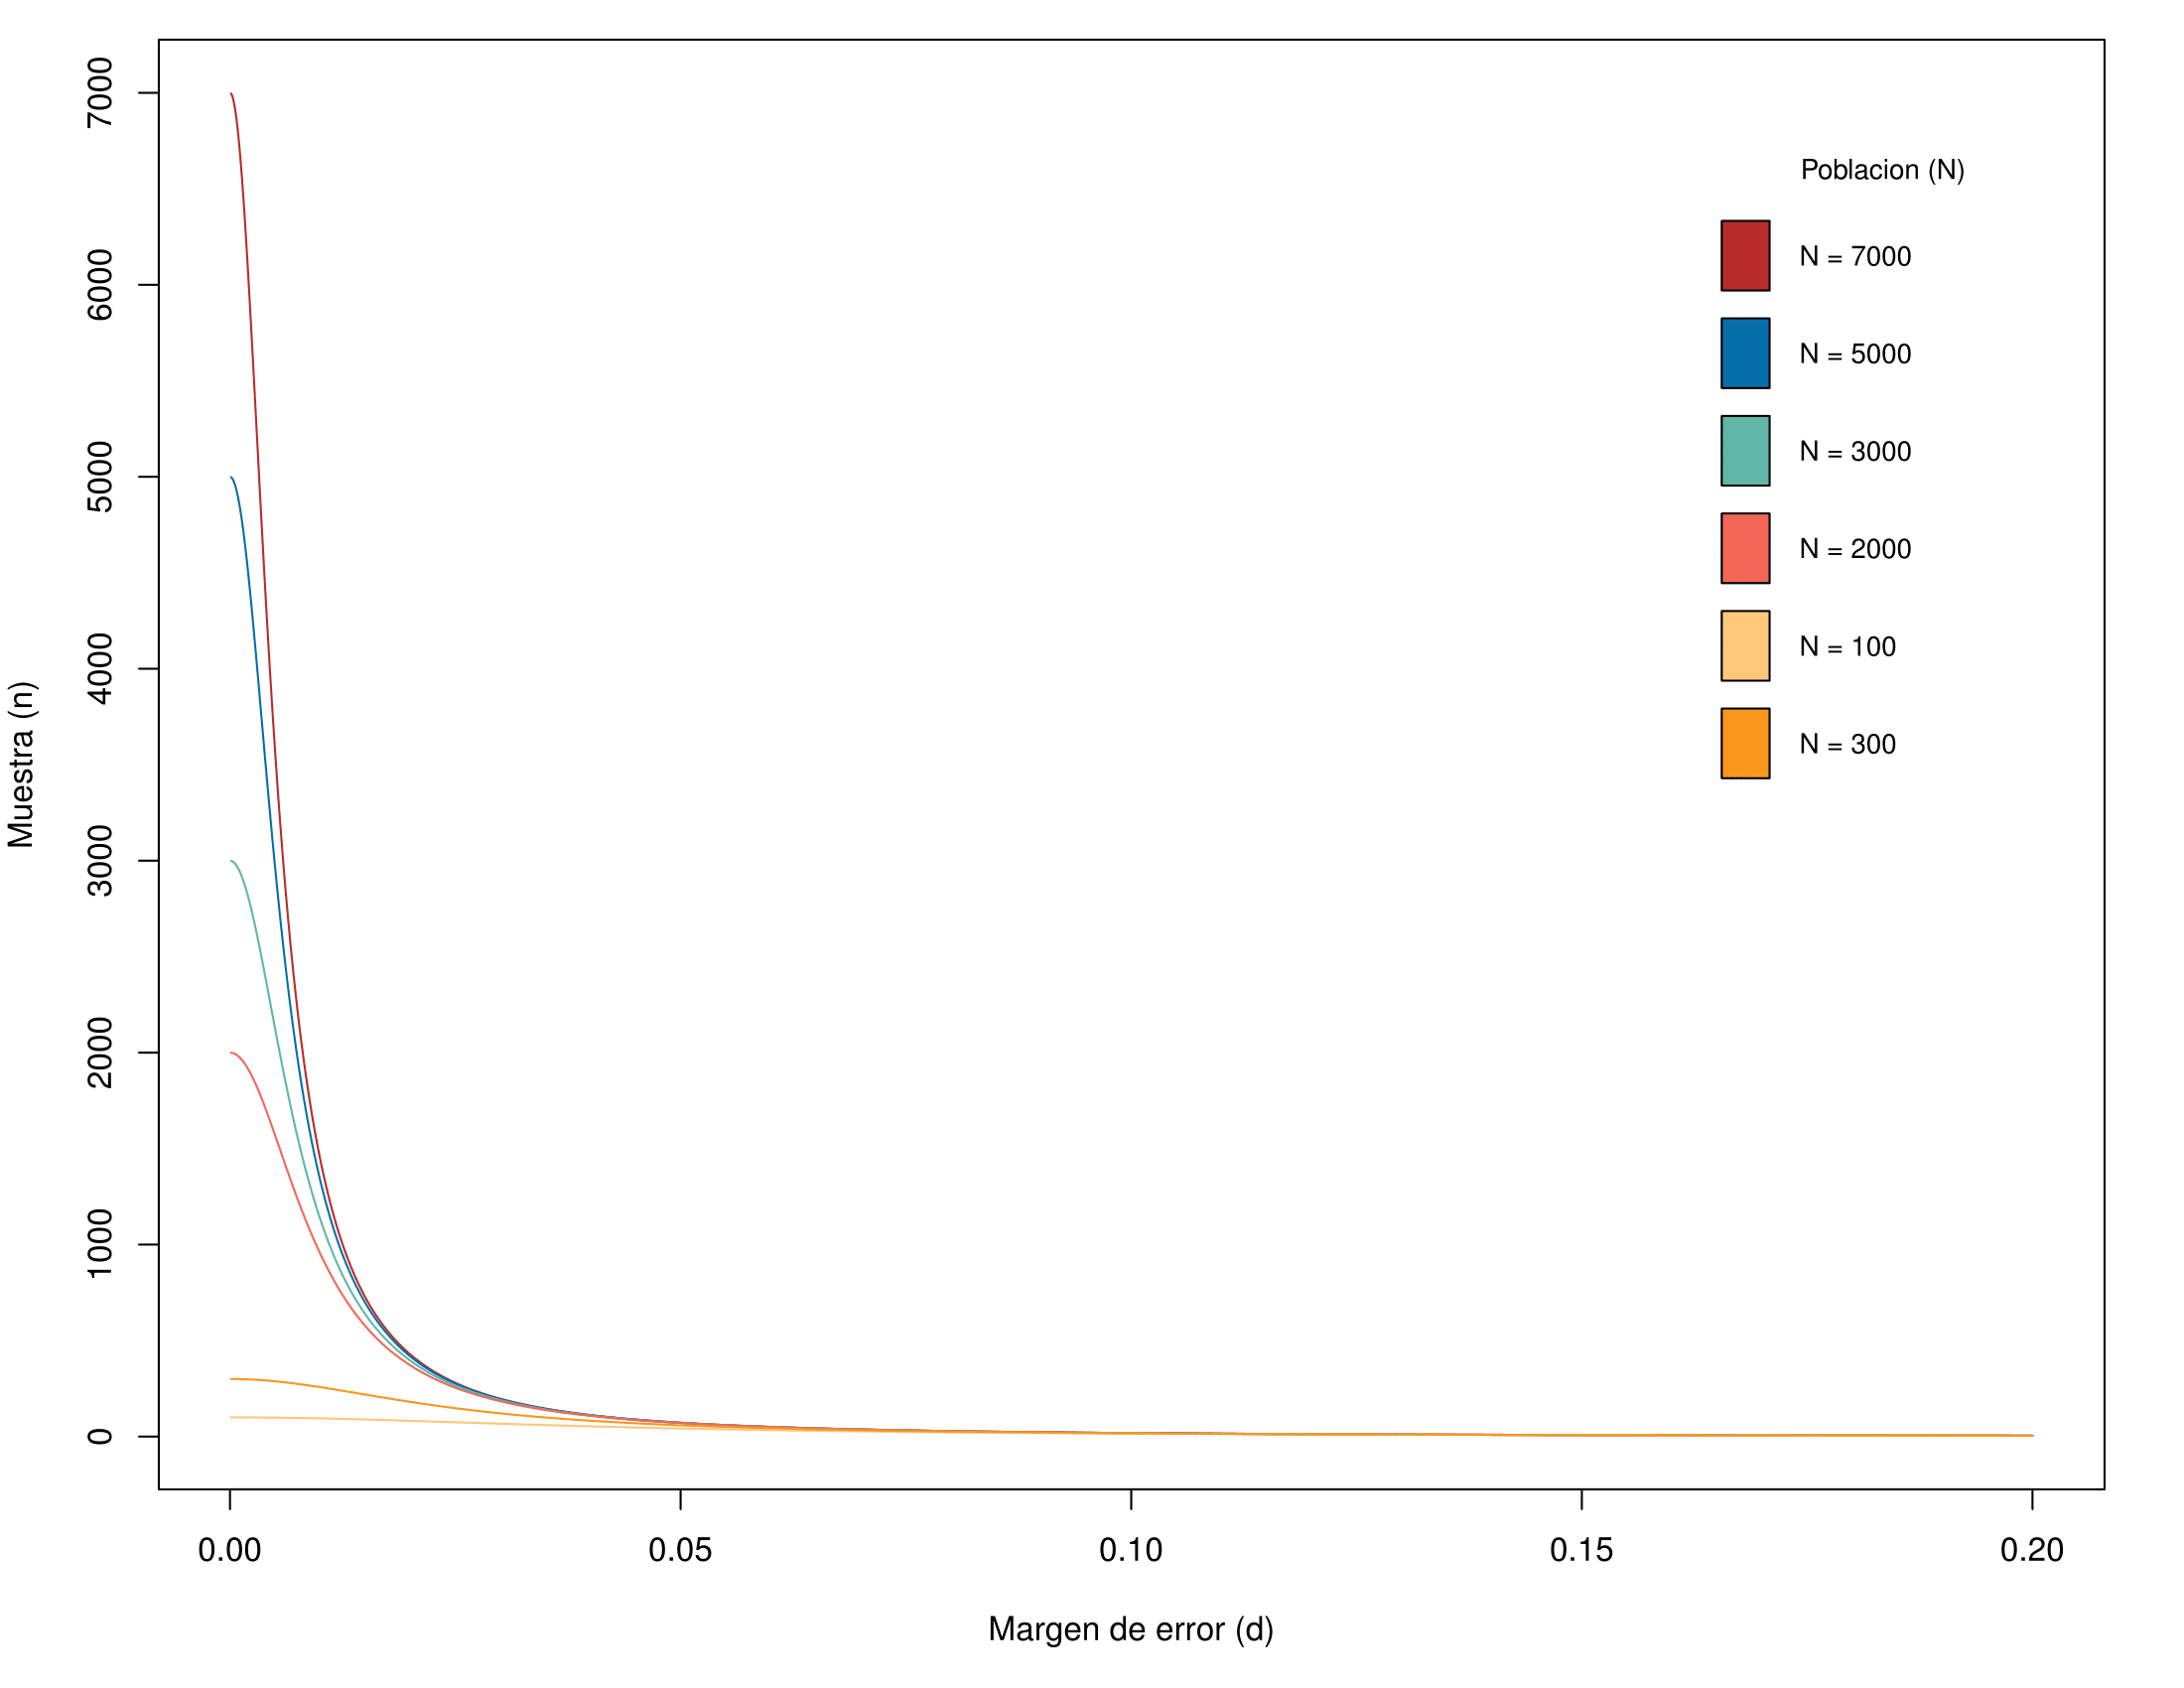 7000
6000
5000
4000
3000
2000
1000
0
Muestra (n)
Poblacion (N)
N = 7000
N = 5000
N = 3000
N = 2000
N = 100
N = 300
0.00 0.05 0.10 0.15 0.20
Margen de error (d)